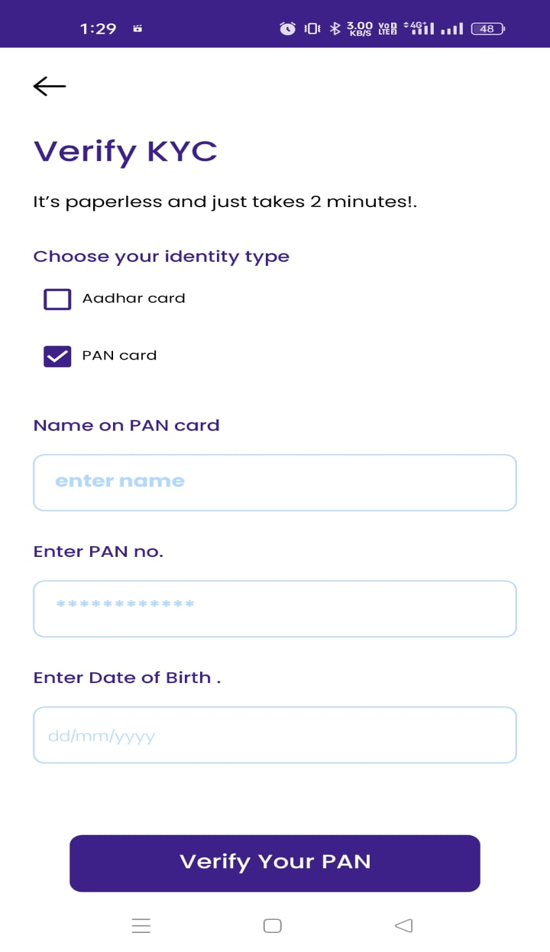 1:29
3.00 KB/S VoLTE2 4G+ 48
Verify KYC
It's paperless and just takes 2 minutes!.
Choose your identity type
Aadhar card
PAN card
Name on PAN card
enter name
Enter PAN no.
************
Enter Date of Birth .
dd/mm/yyyy
Verify Your PAN